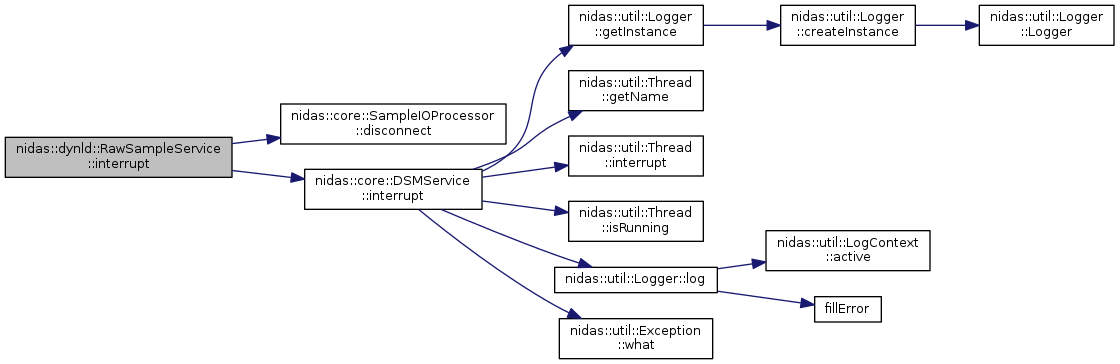 nidas::dynld::RawSampleService
::interrupt
nidas::core::SampleIOProcessor
::disconnect
nidas::core::DSMService
::interrupt
nidas::util::Logger
::getInstance
nidas::util::Logger
::createInstance
nidas::util::Logger
::Logger
nidas::util::Thread
::getName
nidas::util::Thread
::interrupt
nidas::util::Thread
::isRunning
nidas::util::Logger::log
nidas::util::LogContext
::active
fillError
nidas::util::Exception
::what